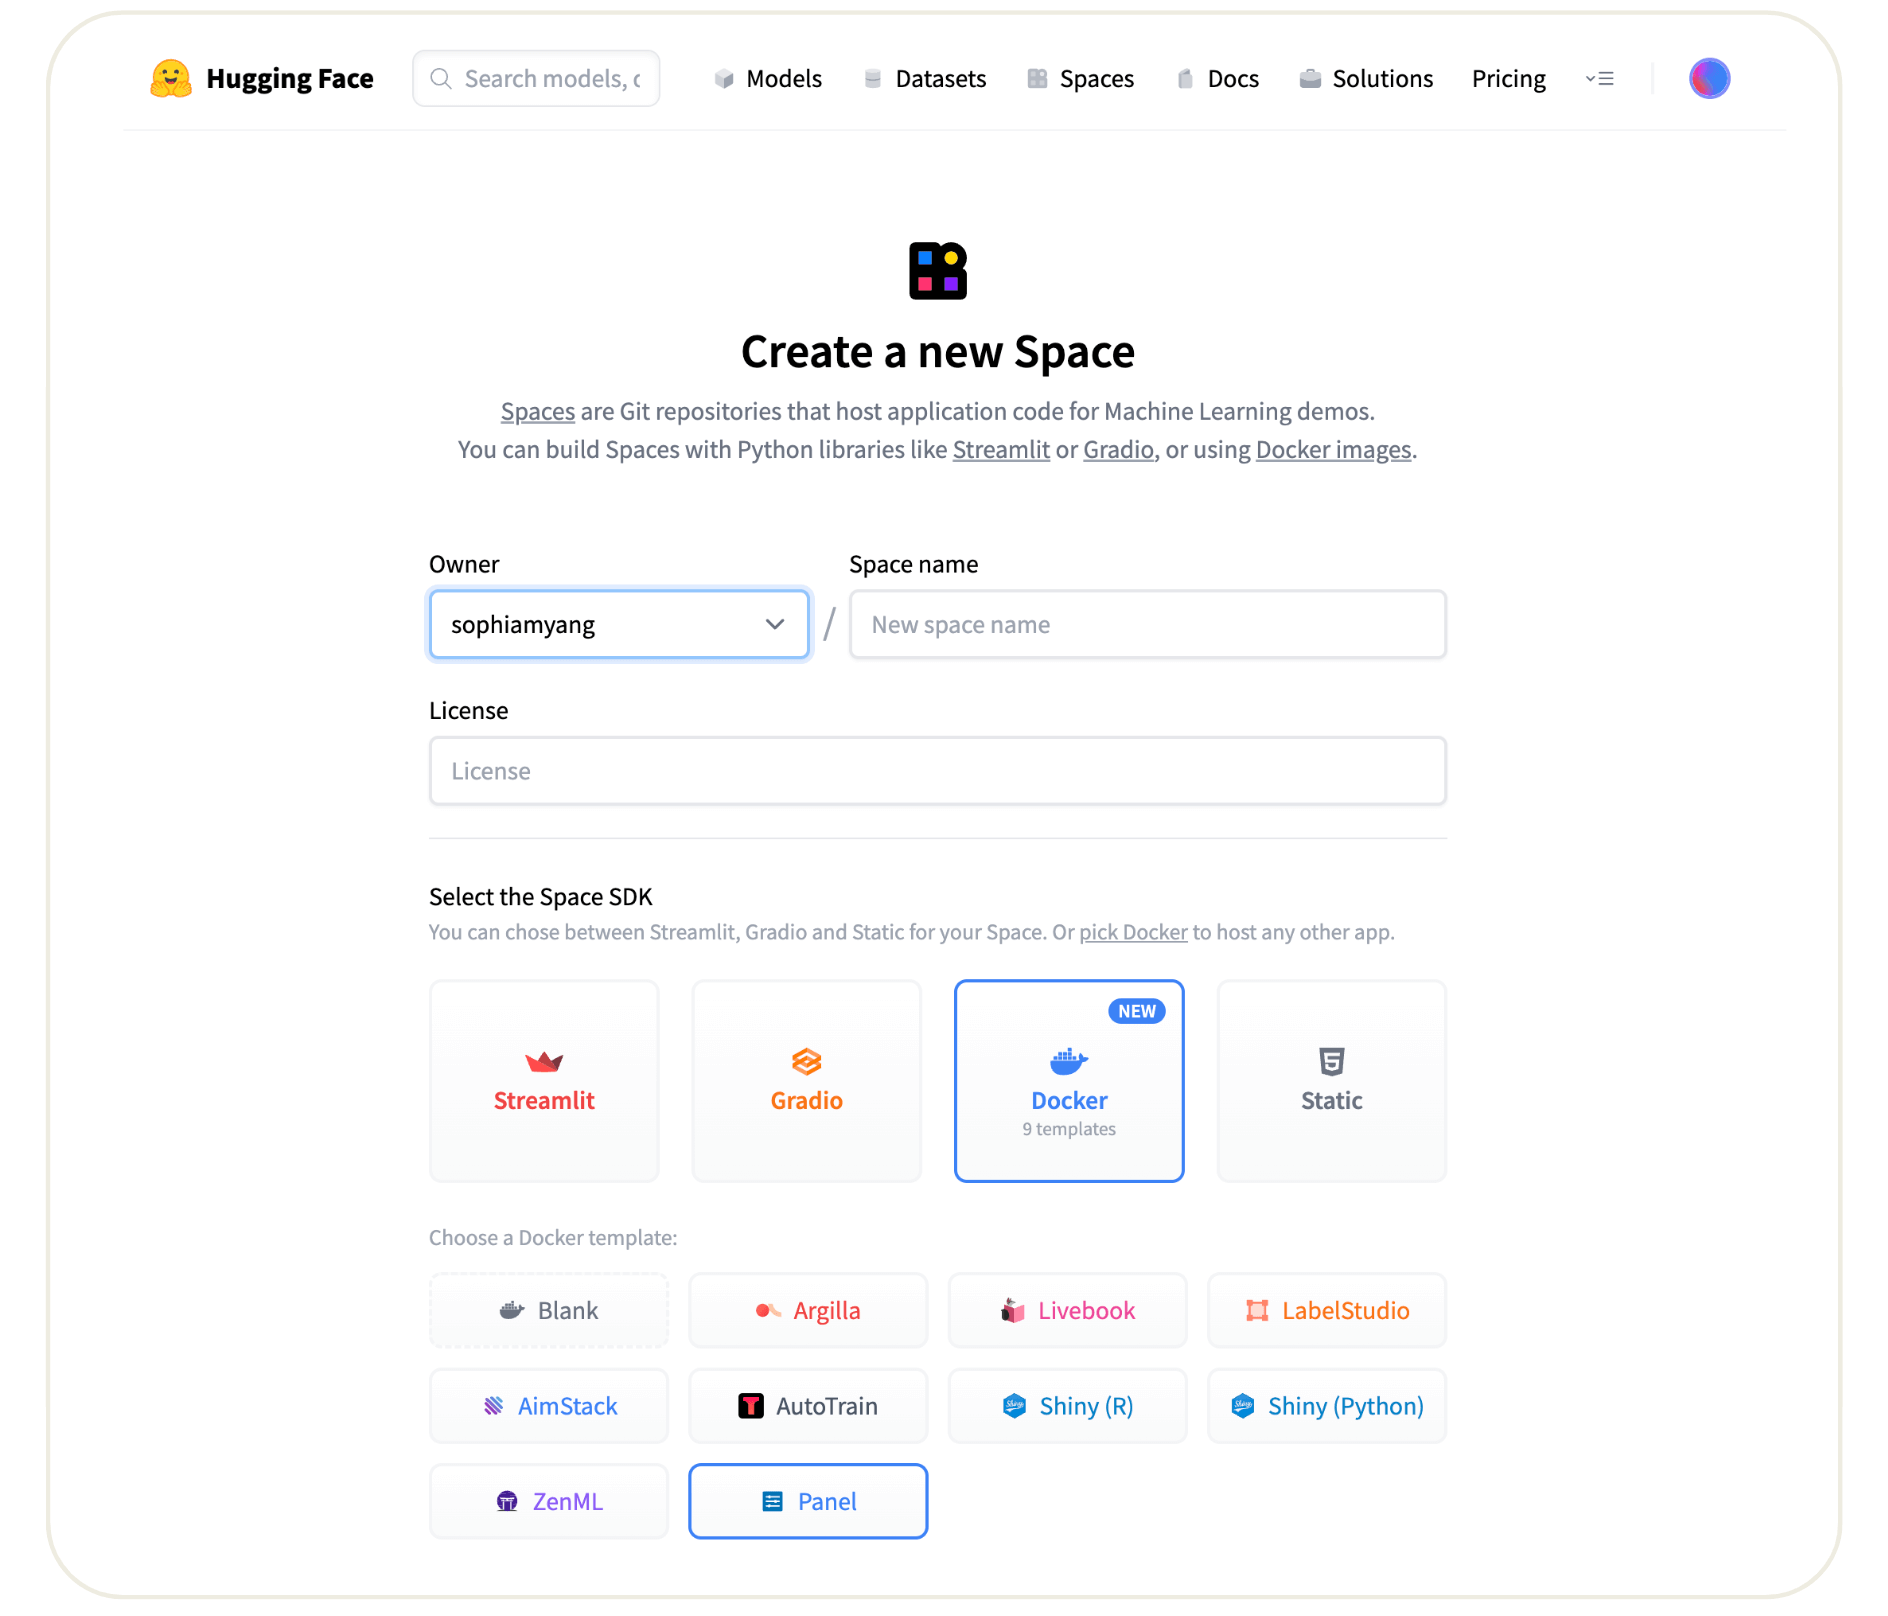 Hugging Face
Search models, c
Models
Datasets
Spaces
Docs
Solutions
Pricing
Create a new Space
Spaces are Git repositories that host application code for Machine Learning demos.
You can build Spaces with Python libraries like Streamlit or Gradio, or using Docker images.
Owner
Space name
sophiamyang
/
New space name
License
License
Select the Space SDK
You can chose between Streamlit, Gradio and Static for your Space. Or pick Docker to host any other app.
Streamlit
Gradio
NEW
Docker
9 templates
Static
Choose a Docker template:
Blank
Argilla
Livebook
LabelStudio
AimStack
AutoTrain
Shiny (R)
Shiny (Python)
ZenML
Panel